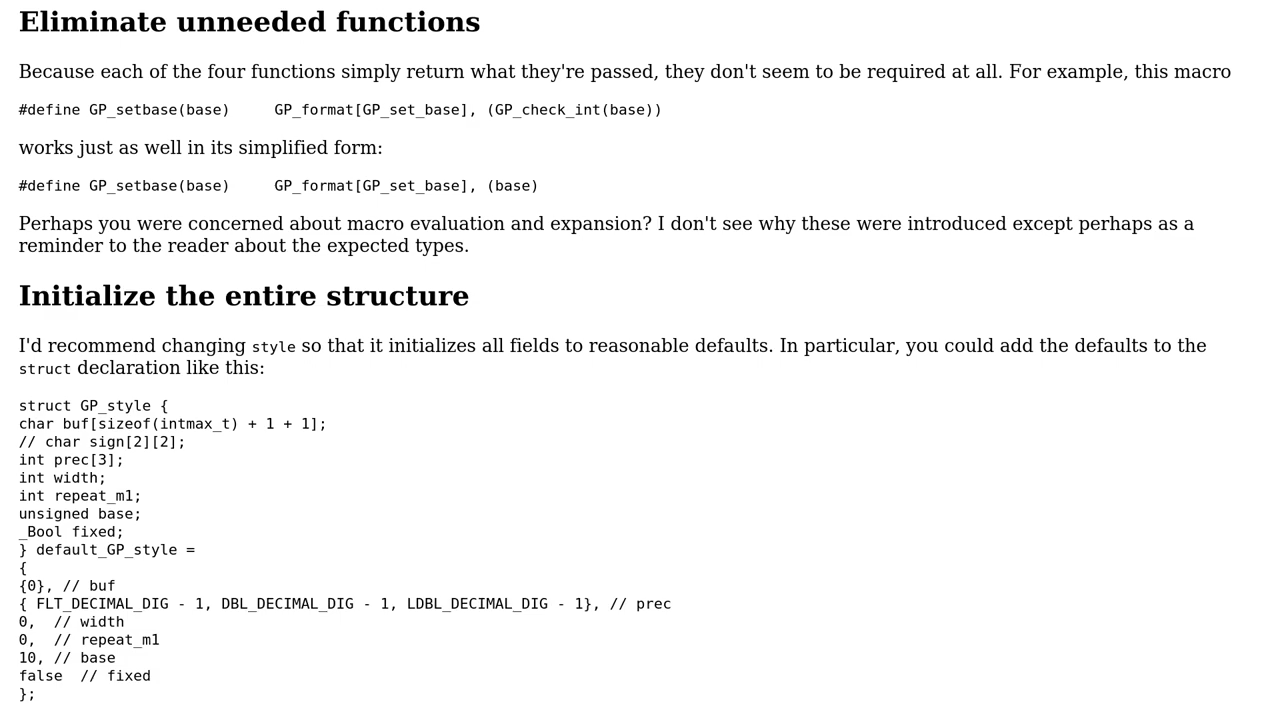 Eliminate unneeded functions
Because each of the four functions simply return what they're passed, they don't seem to be required at all. For example, this macro
#define GP_setbase(base)     GP_format[GP_set_base], (GP_check_int(base))
works just as well in its simplified form:
#define GP_setbase(base)     GP_format[GP_set_base], (base)
Perhaps you were concerned about macro evaluation and expansion? I don't see why these were introduced except perhaps as a
reminder to the reader about the expected types.
Initialize the entire structure
I'd recommend changing style so that it initializes all fields to reasonable defaults. In particular, you could add the defaults to the
struct declaration like this:
struct GP_style {
char buf[sizeof(intmax_t) + 1 + 1];
// char sign[2][2];
int prec[3];
int width;
int repeat_m1;
unsigned base;
_Bool fixed;
} default_GP_style =
{
{0}, // buf
{ FLT_DECIMAL_DIG - 1, DBL_DECIMAL_DIG - 1, LDBL_DECIMAL_DIG - 1}, // prec
0,  // width
0,  // repeat_m1
10, // base
false  // fixed
};